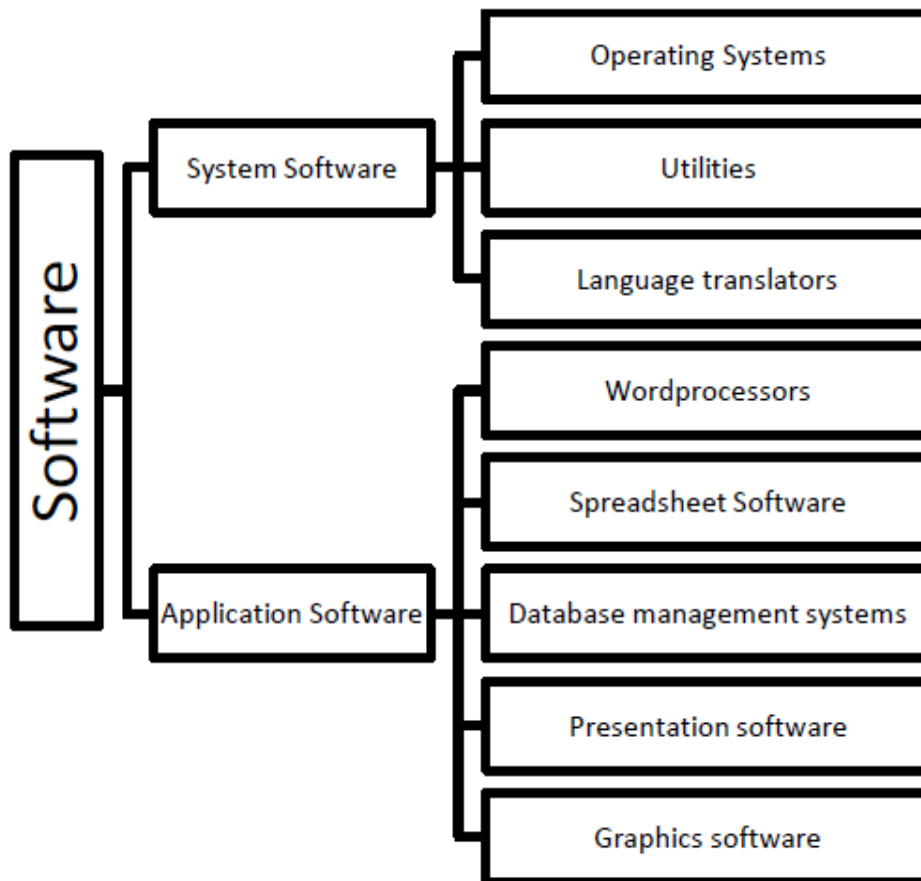 Software
System Software
Operating Systems
Utilities
Language translators
Application Software
Wordprocessors
Spreadsheet Software
Database management systems
Presentation software
Graphics software